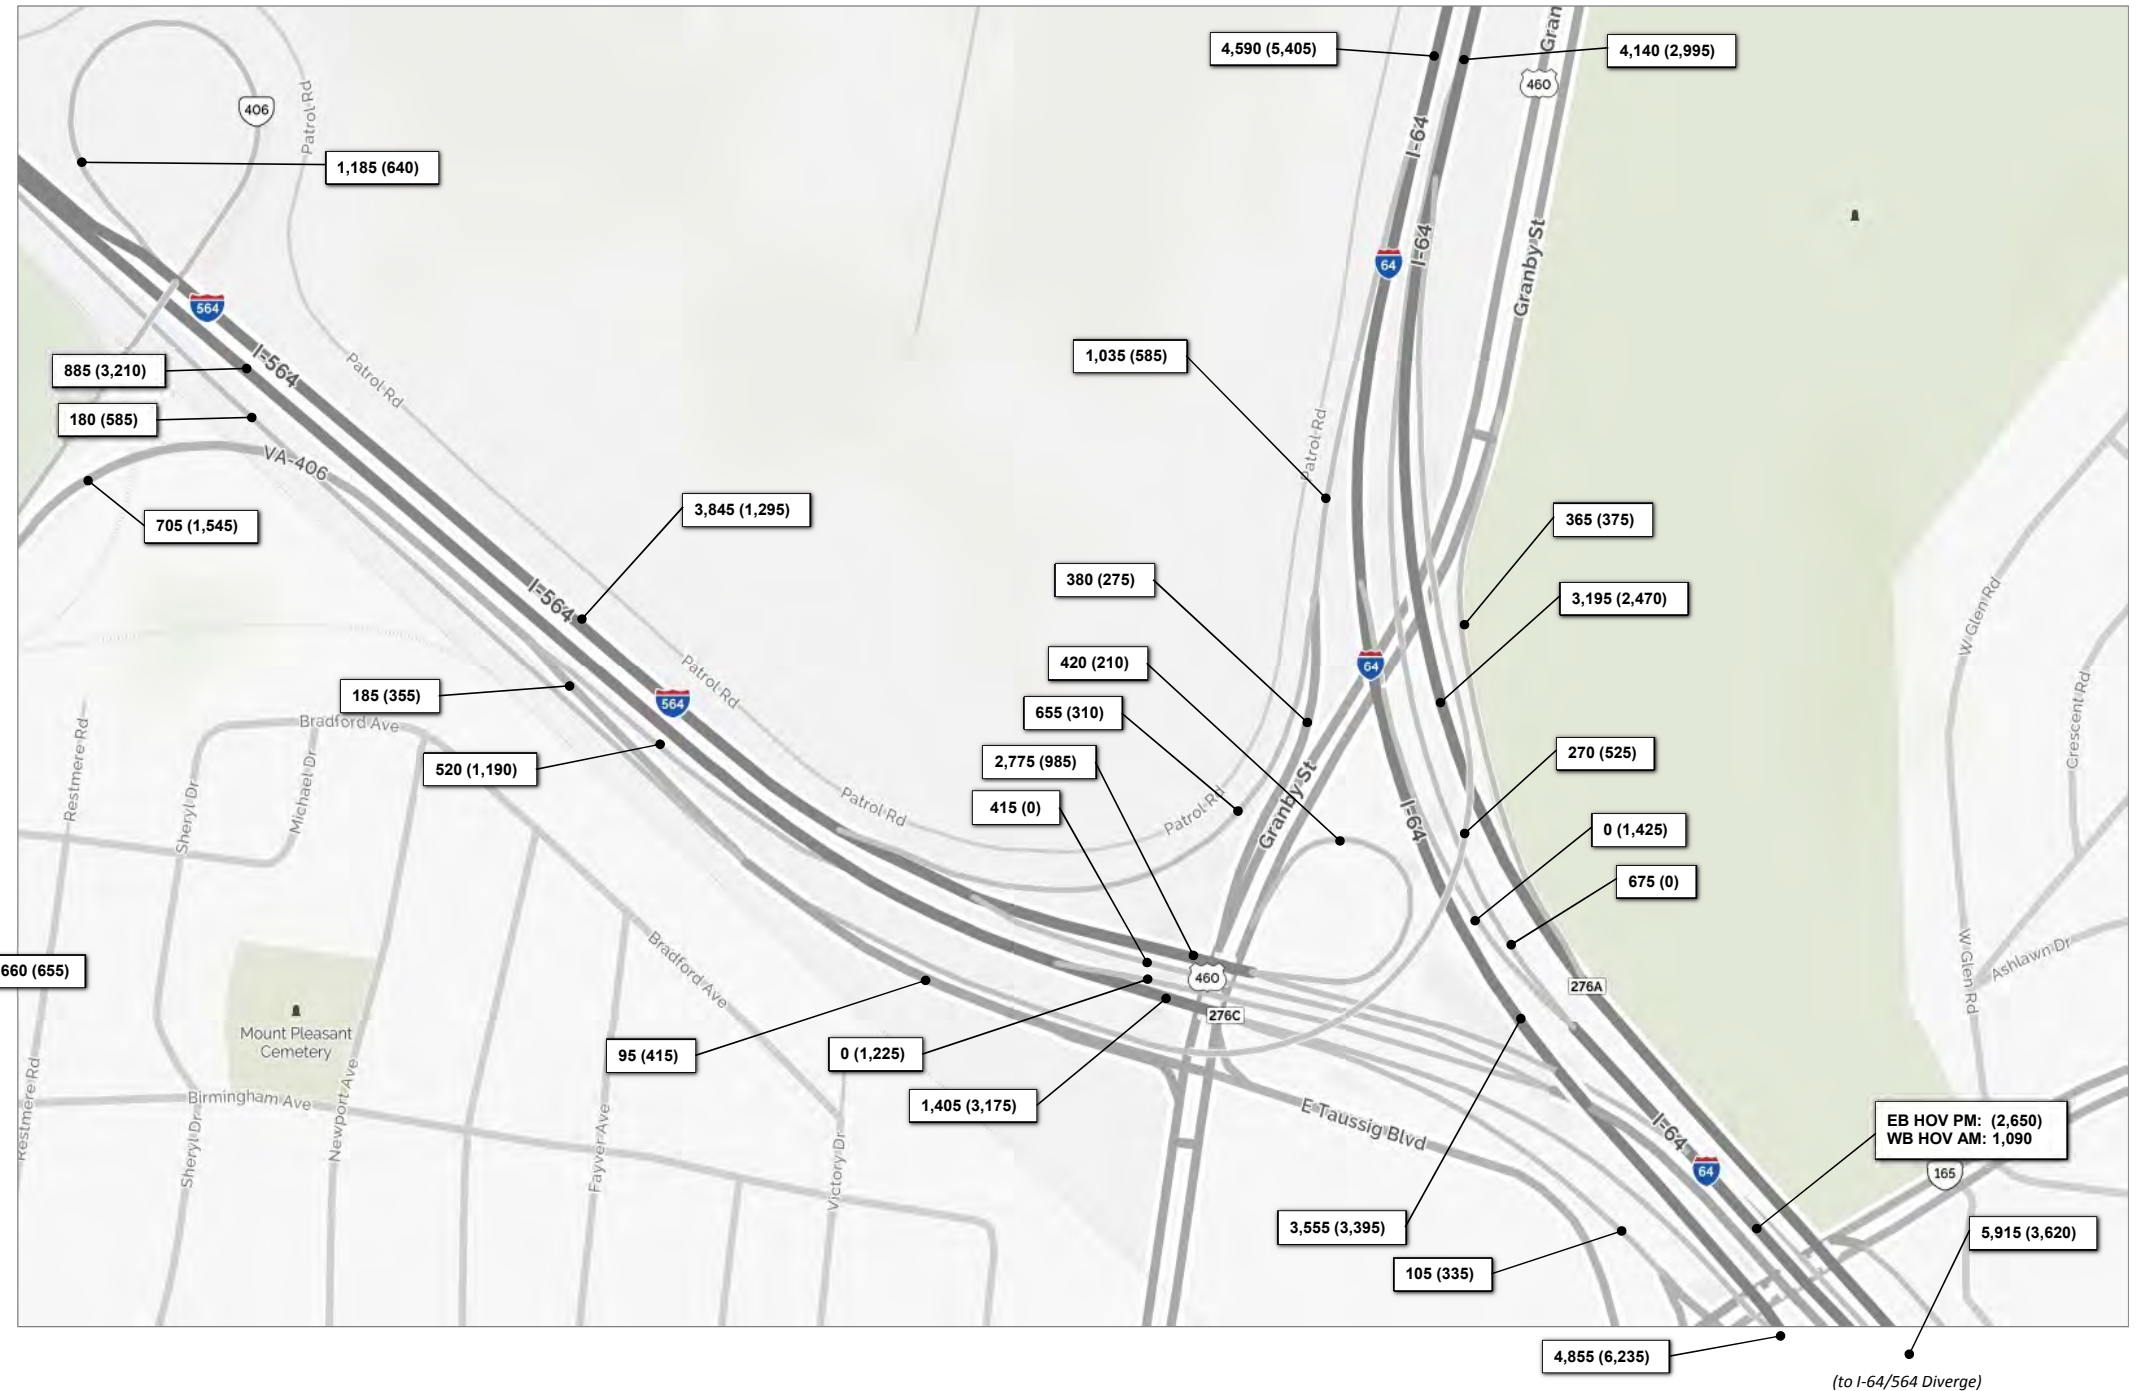 4,590 (5,405)
4,140 (2,995)
Gran
460
406
Patrol Rd
1,185 (640)
I-64
I-64
Granby St
64
564
I-564
885 (3,210)
Patrol Rd
1,035 (585)
180 (585)
VA-406
Patrol Rd
705 (1,545)
3,845 (1,295)
365 (375)
I-564
380 (275)
3,195 (2,470)
W Glen Rd
420 (210)
64
Patrol Rd
185 (355)
564
655 (310)
Crescent Rd
Bradford Ave
Restmere Rd
Michael Dr
Sheryl Dr
520 (1,190)
2,775 (985)
270 (525)
415 (0)
Patrol Rd
Patrol Rd
Granby St
I-64
0 (1,425)
675 (0)
660 (655)
Bradford Ave
460
276A
W Glen Rd
Ashlawn Dr
276C
Mount Pleasant
Cemetery
95 (415)
0 (1,225)
1,405 (3,175)
Restmere Rd
Birmingham Ave
Sheryl Dr
Newport Ave
Fayver Ave
Victory Dr
E Taussig Blvd
I-64
64
EB HOV PM: (2,650)
WB HOV AM: 1,090
165
3,555 (3,395)
5,915 (3,620)
105 (335)
4,855 (6,235)
(to I-64/564 Diverge)